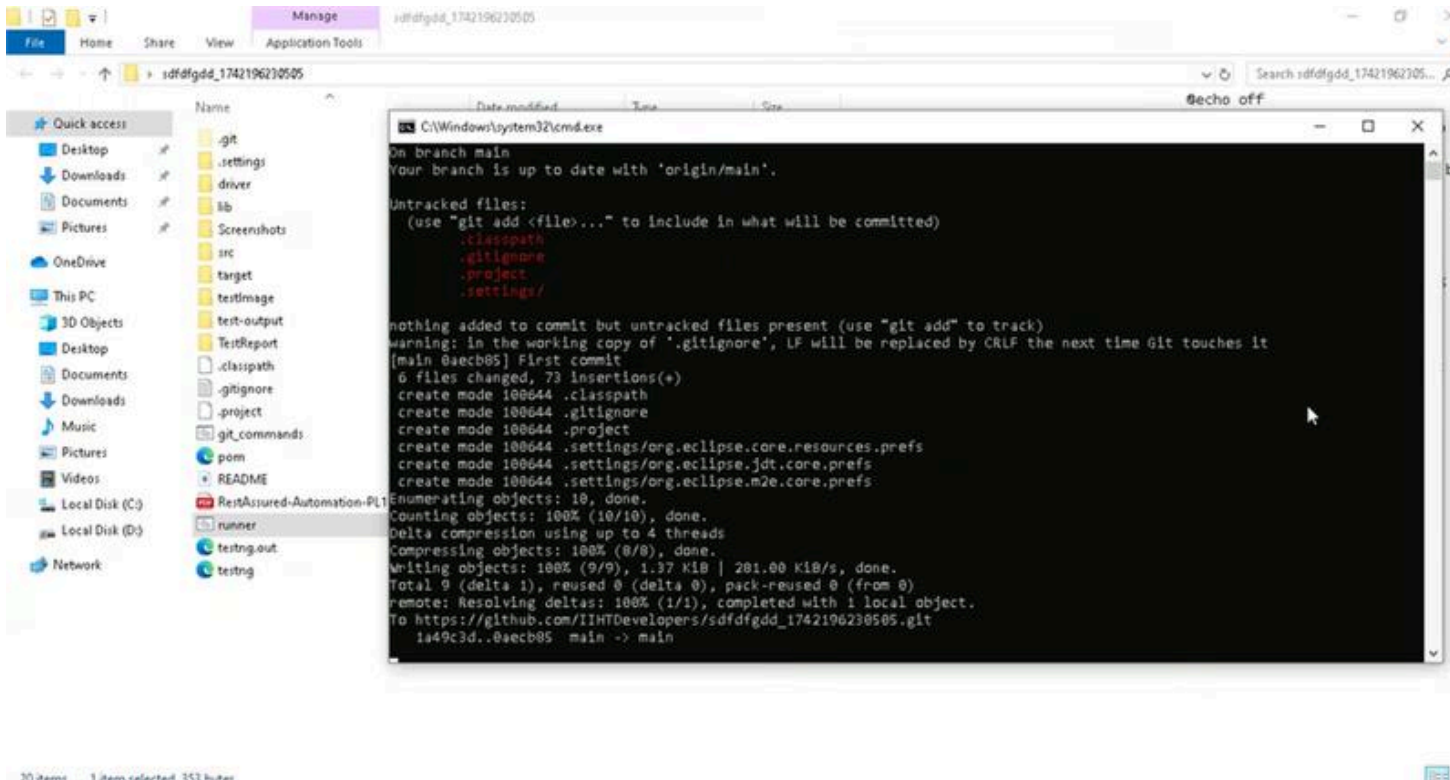 Manage
sdfdfgdd_1742196230505
File
Home
Share
View
Application Tools
sdfdfgdd_1742196230505
Search sdfdfgdd_17421962305...
Name
Date modified
Type
Size
@echo off
Quick access
Desktop
Downloads
Documents
Pictures
OneDrive
This PC
3D Objects
Desktop
Documents
Downloads
Music
Pictures
Videos
Local Disk (C:)
Local Disk (D:)
Network
.git
.settings
driver
lib
Screenshots
src
target
testImage
test-output
TestReport
.classpath
.gitignore
.project
git_commands
pom
README
RestAssured-Automation-PL1
runner
testng.out
testng
C:\Windows\system32\cmd.exe
On branch main
Your branch is up to date with 'origin/main'.
Untracked files:
(use "git add <file>..." to include in what will be committed)
.classpath
.gitignore
.project
.settings/
nothing added to commit but untracked files present (use "git add" to track)
warning: in the working copy of '.gitignore', LF will be replaced by CRLF the next time Git touches it
[main 0aecb05] First commit
6 files changed, 73 insertions(+)
create mode 100644 .classpath
create mode 100644 .gitignore
create mode 100644 .project
create mode 100644 .settings/org.eclipse.core.resources.prefs
create mode 100644 .settings/org.eclipse.jdt.core.prefs
create mode 100644 .settings/org.eclipse.m2e.core.prefs
Enumerating objects: 10, done.
Counting objects: 100% (10/10), done.
Delta compression using up to 4 threads
Compressing objects: 100% (8/8), done.
Writing objects: 100% (9/9), 1.37 KiB | 281.00 KiB/s, done.
Total 9 (delta 1), reused 0 (delta 0), pack-reused 0 (from 0)
remote: Resolving deltas: 100% (1/1), completed with 1 local object.
To https://github.com/IIHTDevelopers/sdfdfgdd_1742196230505.git
1a49c3d..0aecb05 main -> main
20 items
1 item selected 353 bytes